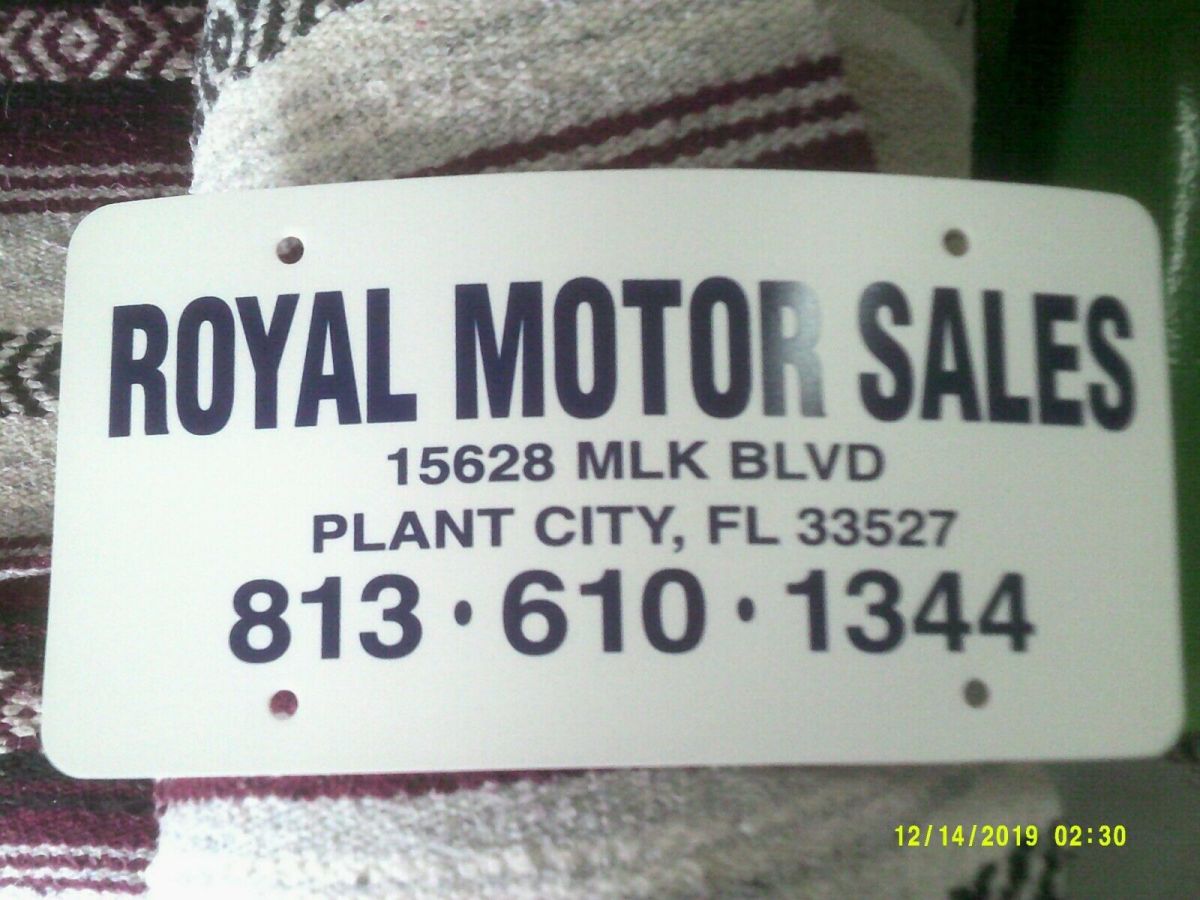 ROYAL MOTOR SALES
15628 MLK BLVD
PLANT CITY, FL 33527
813·610·1344
12/14/2019 02:30